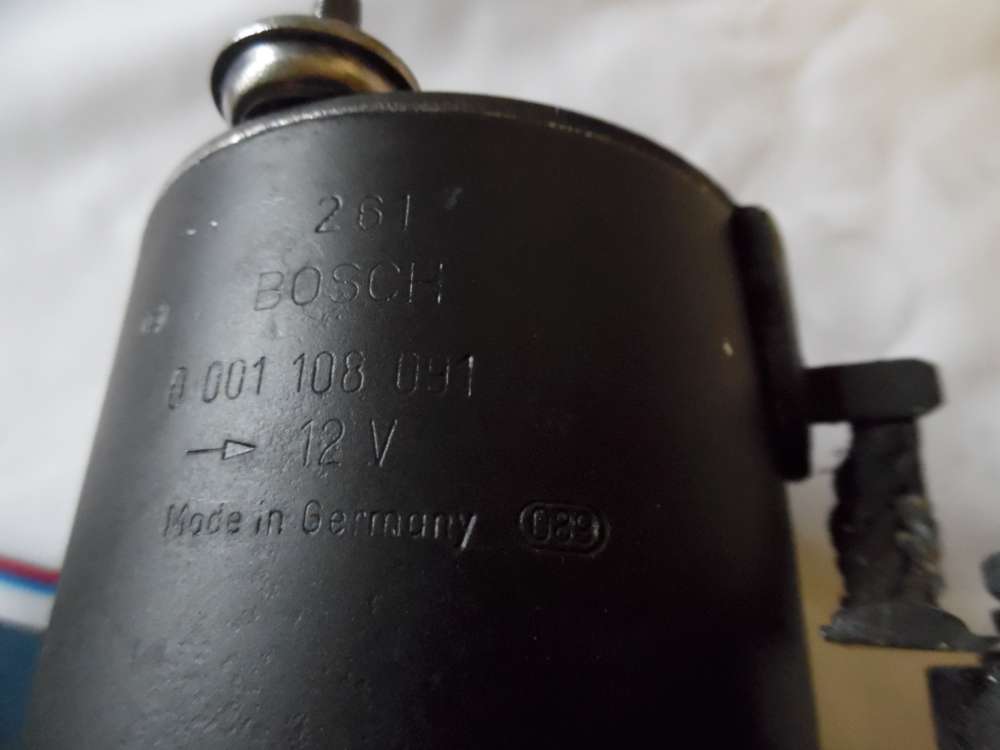 261
BOSCH
0 001 108 091
→ 12 V
Made in Germany 089